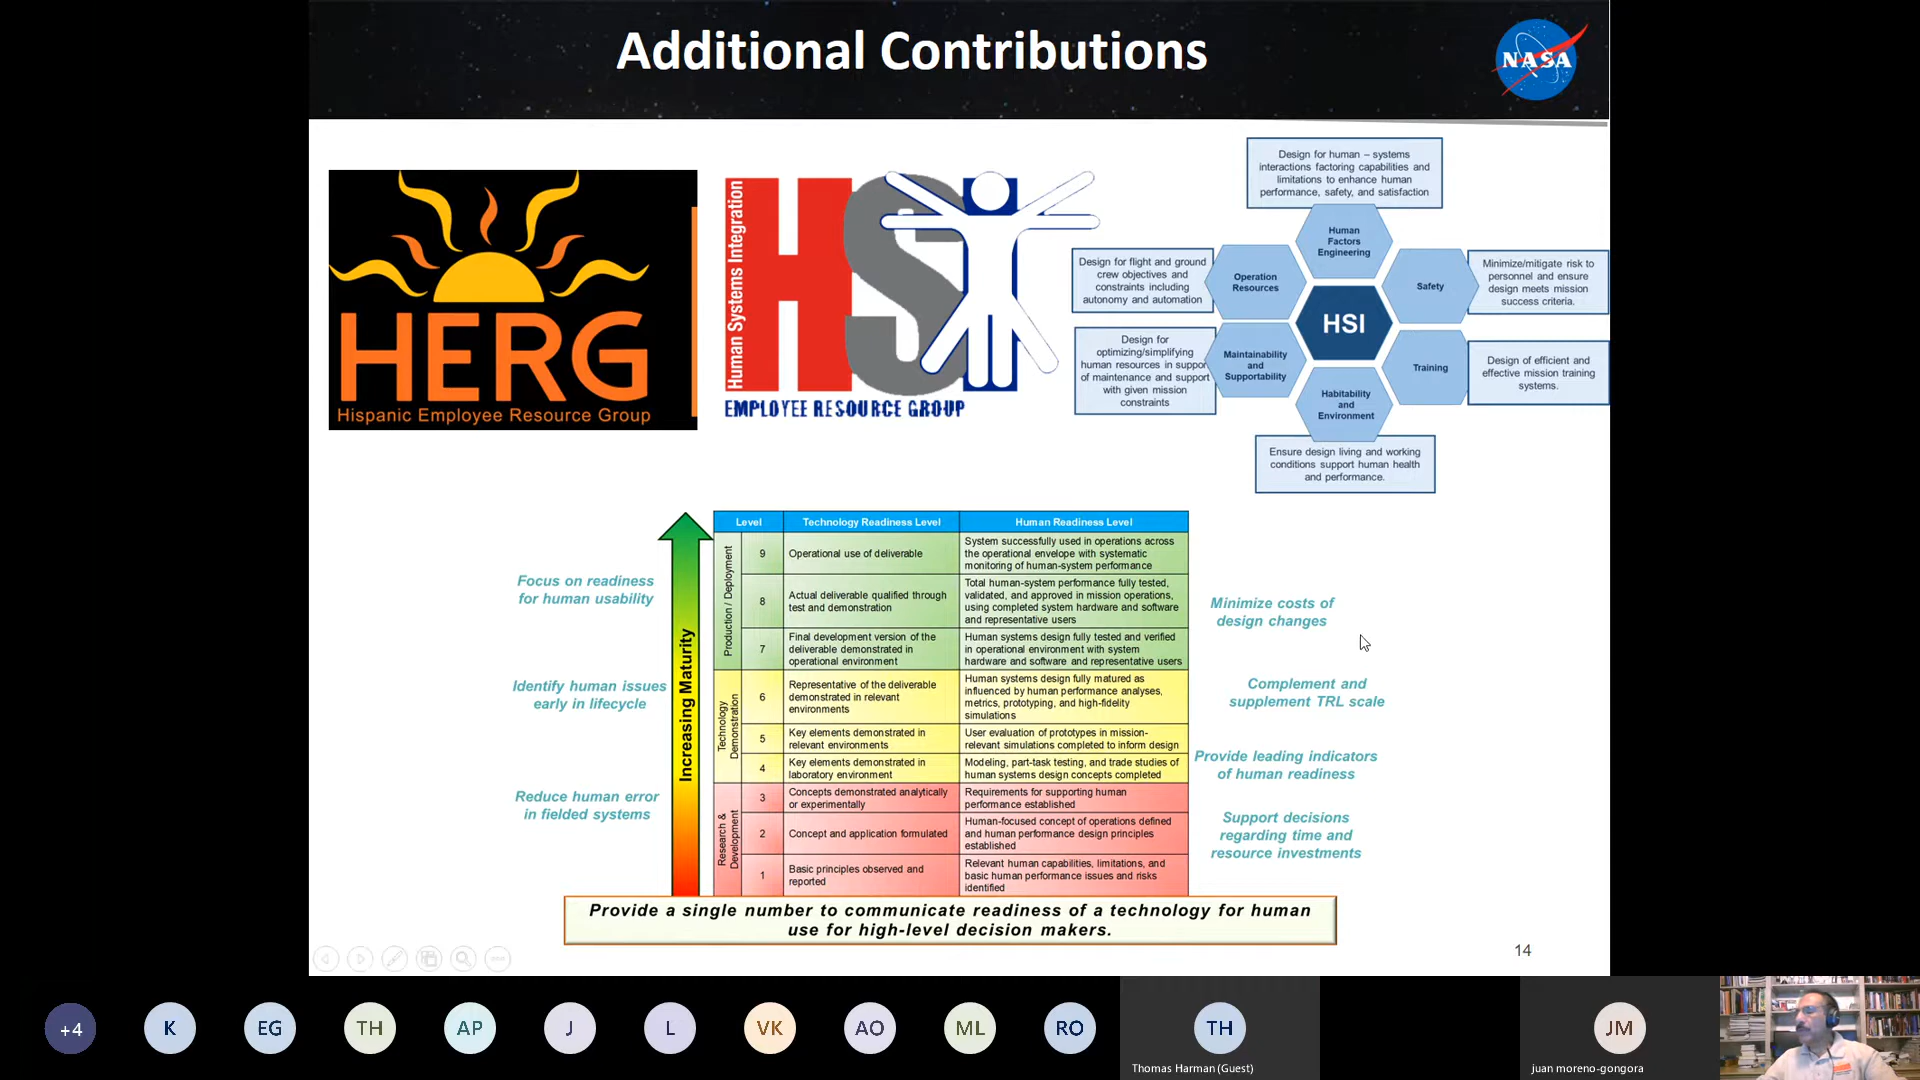 Additional Contributions
NASA
HERG
Hispanic Employee Resource Group
Human Systems Integration
HSI
EMPLOYEE RESOURCE GROUP
Design for human – systems
interactions factoring capabilities and
limitations to enhance human
performance, safety, and satisfaction
Human
Factors
Engineering
Design for flight and ground
crew objectives and
constraints including
autonomy and automation
Operation
Resources
Safety
Minimize/mitigate risk to
personnel and ensure
design meets mission
success criteria.
HSI
Design for
optimizing/simplifying
human resources in support
of maintenance and support
with given mission
constraints
Maintainability
and
Supportability
Training
Design of efficient and
effective mission training
systems.
Habitability
and
Environment
Ensure design living and working
conditions support human health
and performance.
Focus on readiness
for human usability
Identify human issues
early in lifecycle
Reduce human error
in fielded systems
Increasing Maturity
Level
Technology Readiness Level
Human Readiness Level
Production / Deployment
9
Operational use of deliverable
System successfully used in operations across
the operational envelope with systematic
monitoring of human-system performance
8
Actual deliverable qualified through
test and demonstration
Total human-system performance fully tested,
validated, and approved in mission operations,
using completed system hardware and software
and representative users
7
Final development version of the
deliverable demonstrated in
operational environment
Human systems design fully tested and verified
in operational environment with system
hardware and software and representative users
Technology
Demonstration
6
Representative of the deliverable
demonstrated in relevant
environments
Human systems design fully matured as
influenced by human performance analyses,
metrics, prototyping, and high-fidelity
simulations
5
Key elements demonstrated in
relevant environments
User evaluation of prototypes in mission-
relevant simulations completed to inform design
4
Key elements demonstrated in
laboratory environment
Modeling, part-task testing, and trade studies of
human systems design concepts completed
Research &
Development
3
Concepts demonstrated analytically
or experimentally
Requirements for supporting human
performance established
2
Concept and application formulated
Human-focused concept of operations defined
and human performance design principles
established
1
Basic principles observed and
reported
Relevant human capabilities, limitations, and
basic human performance issues and risks
identified
Minimize costs of
design changes
Complement and
supplement TRL scale
Provide leading indicators
of human readiness
Support decisions
regarding time and
resource investments
Provide a single number to communicate readiness of a technology for human
use for high-level decision makers.
14
+4
K
EG
TH
AP
J
L
VK
AO
ML
RO
TH
Thomas Harman (Guest)
JM
juan moreno-gongora